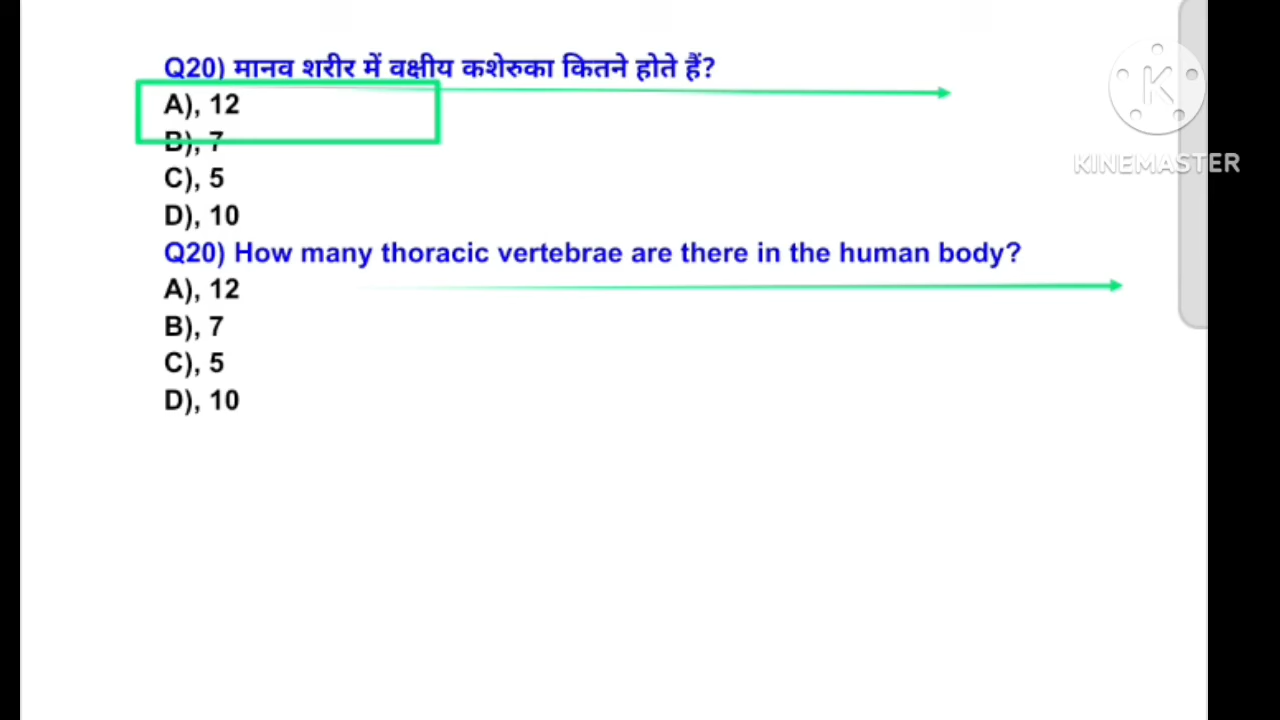 Q20) मानव शरीर में वक्षीय कशेरुका कितने होते हैं?
A), 12
B), 7
C), 5
D), 10
Q20) How many thoracic vertebrae are there in the human body?
A), 12
B), 7
C), 5
D), 10
K
KINEMASTER